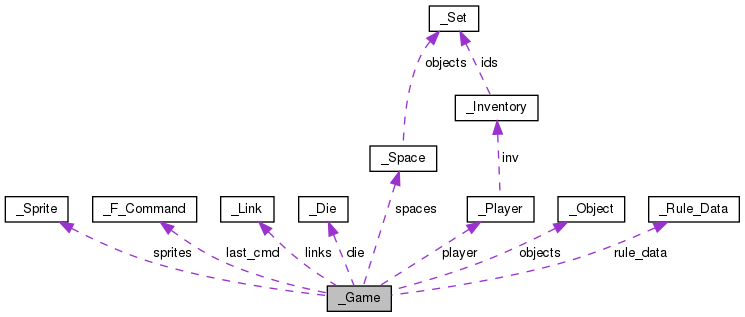 _Set
objects
ids
_Inventory
_Space
inv
_Sprite
_F_Command
_Link
_Die
spaces
_Player
_Object
_Rule_Data
sprites
last_cmd
links
die
player
objects
rule_data
_Game